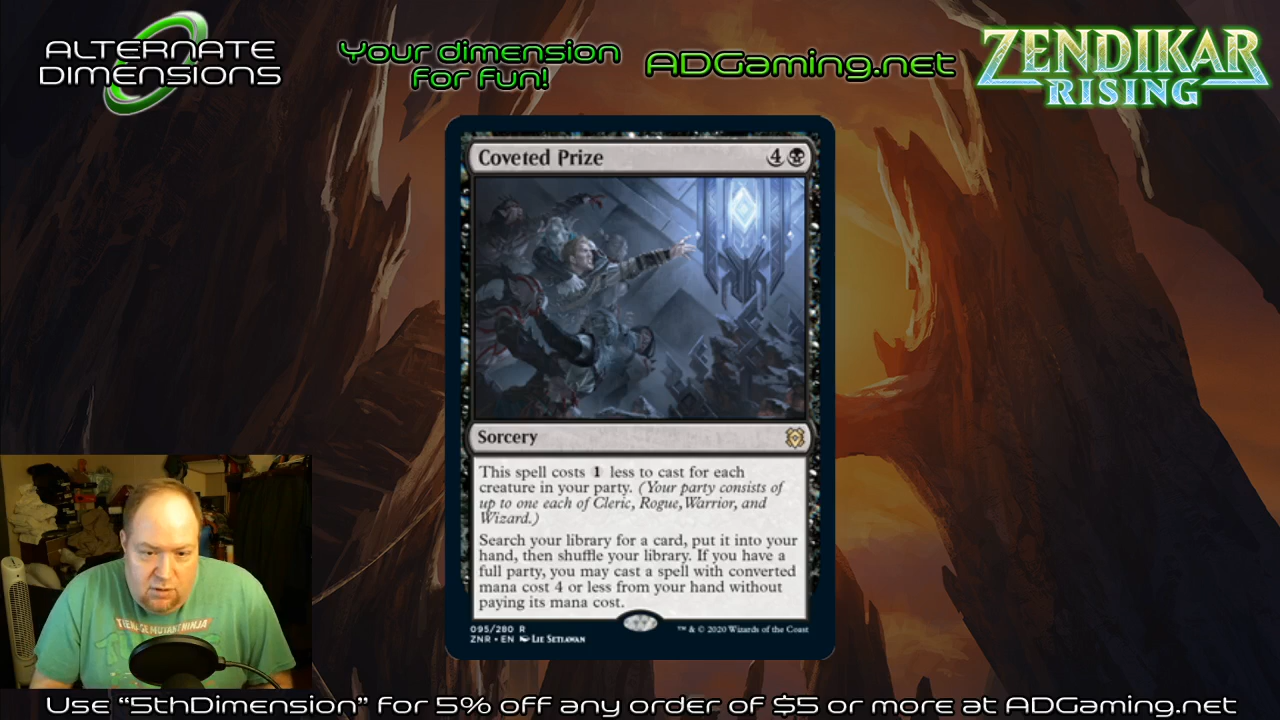 ALTERNATE
DIMENSIONS
Your dimension
for fun!
ADGaming.net
ZENDIKAR
RISING
Coveted Prize
4
Sorcery
This spell costs 1 less to cast for each
creature in your party. (Your party consists of
up to one each of Cleric, Rogue, Warrior, and
Wizard.)
Search your library for a card, put it into your
hand, then shuffle your library. If you have a
full party, you may cast a spell with converted
mana cost 4 or less from your hand without
paying its mana cost.
095/280 R
ZNR • EN Lie Setiawan
™ & © 2020 Wizards of the Coast
TEENAGE MUTANT NINJA
Use "5thDimension" for 5% off any order of $5 or more at ADGaming.net